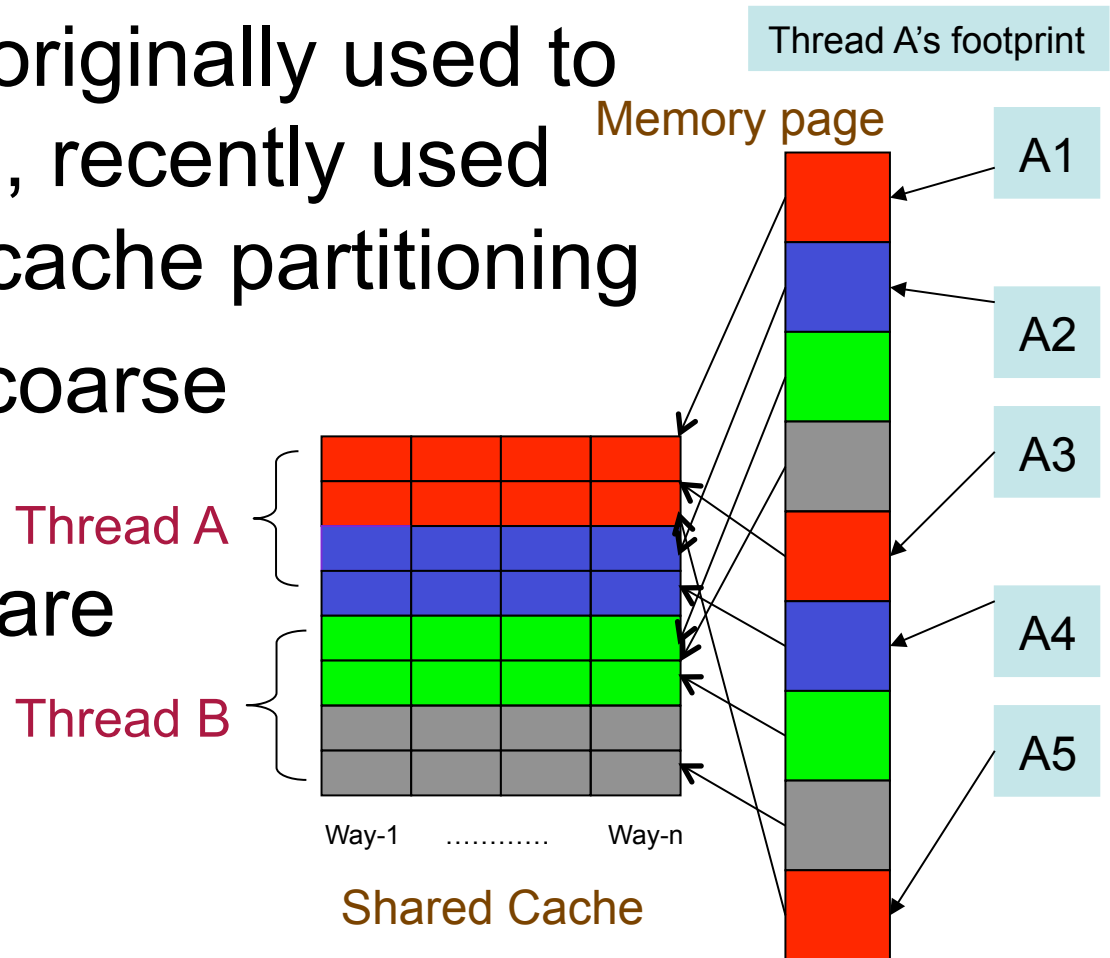 originally used to
, recently used
cache partitioning
coarse
are
Thread A's footprint
Memory page
A1
A2
A3
A4
A5
Thread A
Thread B
Way-1 ………… Way-n
Shared Cache